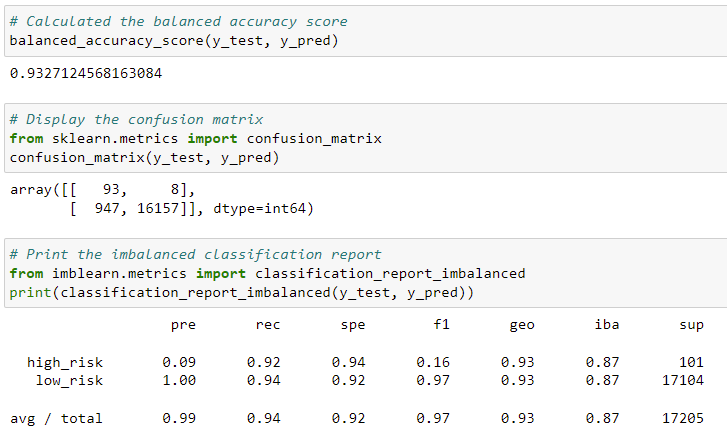 # Calculated the balanced accuracy score
balanced_accuracy_score(y_test, y_pred)
0.9327124568163084
# Display the confusion matrix
from sklearn.metrics import confusion_matrix
confusion_matrix(y_test, y_pred)
array([[   93,     8],
       [  947, 16157]], dtype=int64)
# Print the imbalanced classification report
from imblearn.metrics import classification_report_imbalanced
print(classification_report_imbalanced(y_test, y_pred))
                   pre       rec       spe        f1       geo       iba       sup
  high_risk       0.09      0.92      0.94      0.16      0.93      0.87       101
   low_risk       1.00      0.94      0.92      0.97      0.93      0.87     17104
avg / total       0.99      0.94      0.92      0.97      0.93      0.87     17205